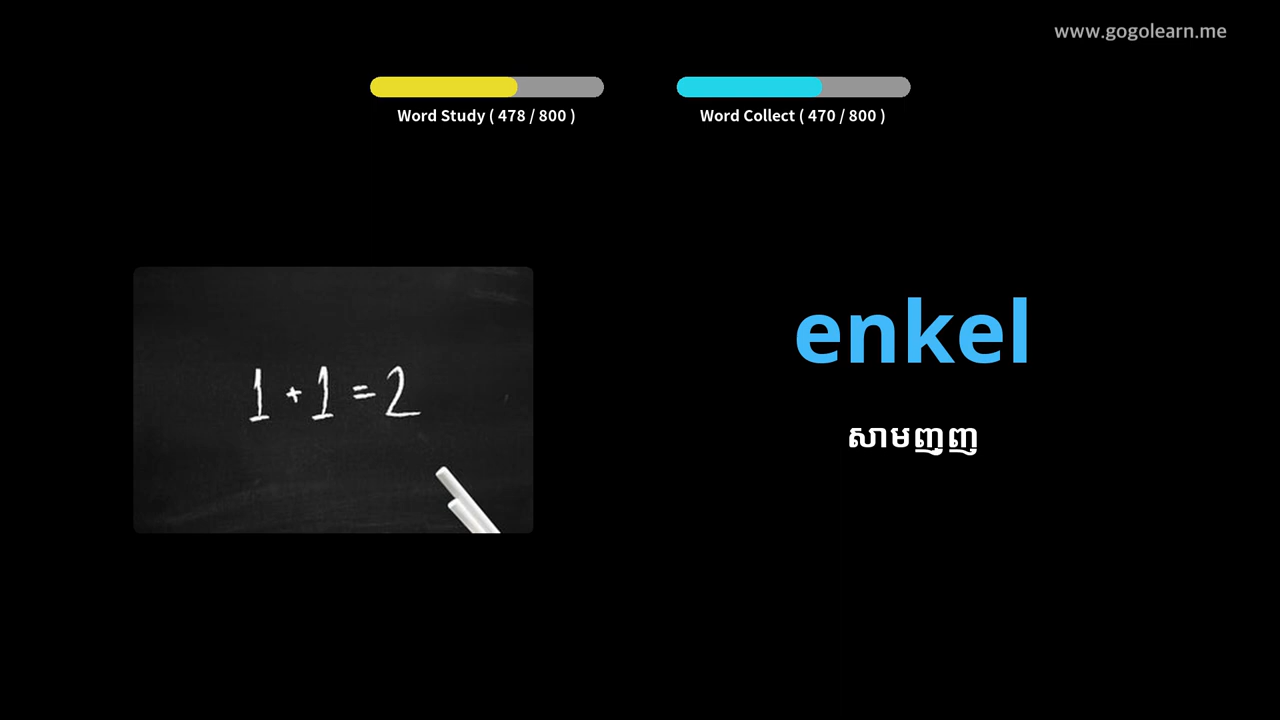 www.gogolearn.me
Word Study ( 478 / 800 )
Word Collect ( 470 / 800 )
1 + 1 = 2
enkel
សាមញ្ញ